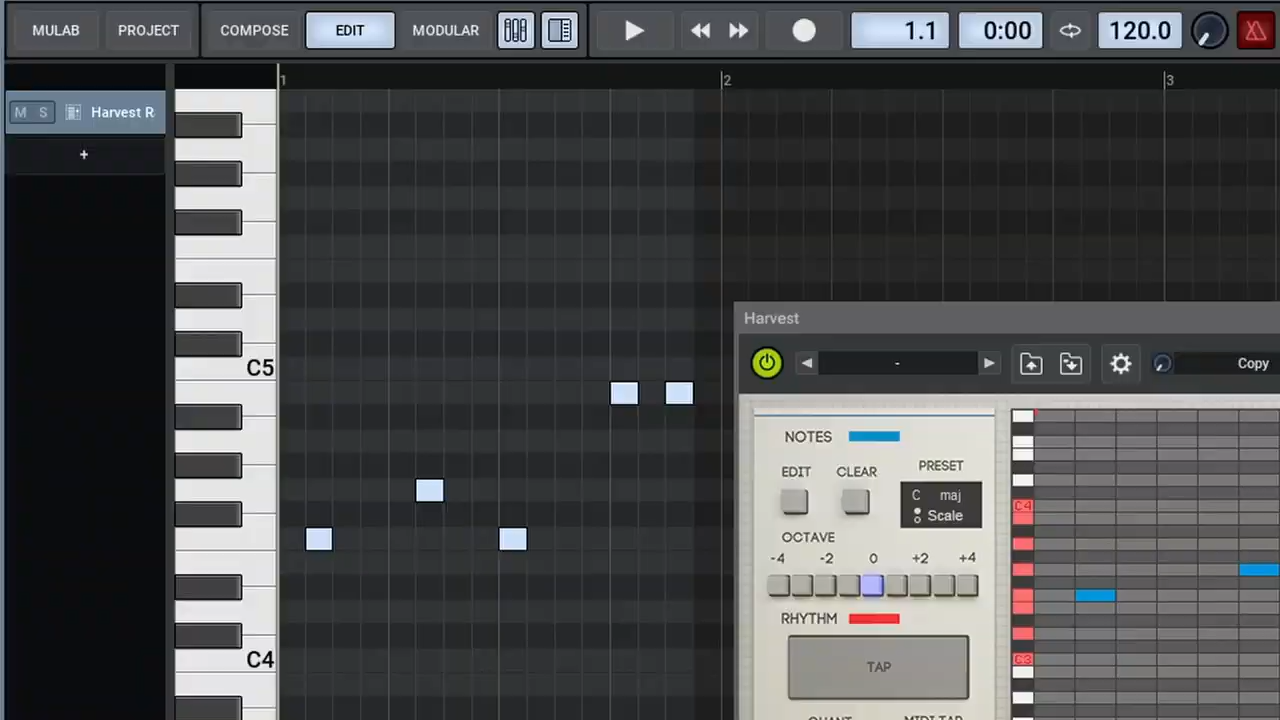 MULAB PROJECT COMPOSE EDIT MODULAR 1.1 0:00 120.0
1 2 3
M S Harvest R
+
C5
C4
Harvest
- Copy
NOTES
EDIT CLEAR PRESET
C maj
Scale
OCTAVE
-4 -2 0 +2 +4
RHYTHM
TAP
C4
C3